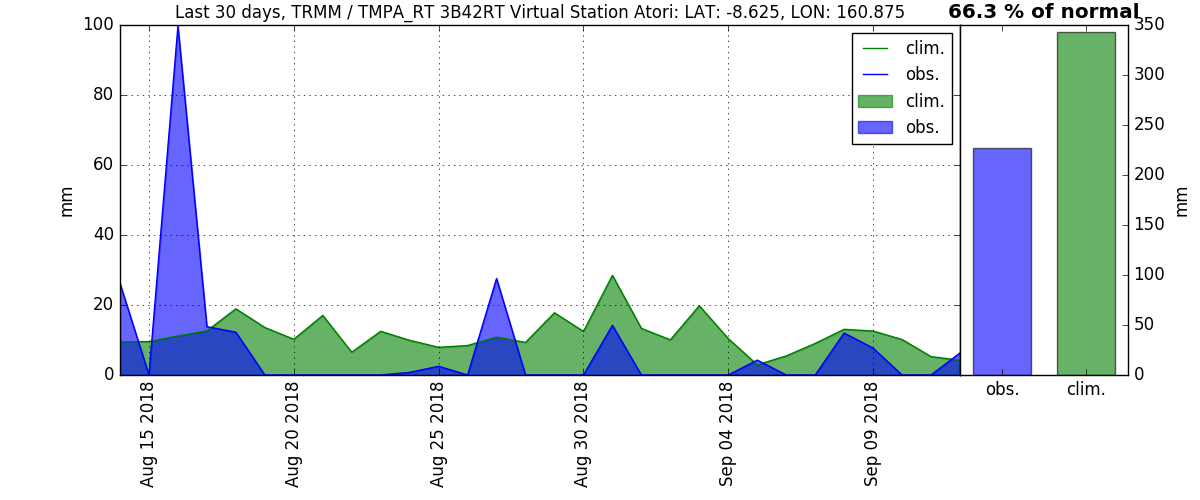 Last 30 days, TRMM / TMPA_RT 3B42RT Virtual Station Atori: LAT: -8.625, LON: 160.875
66.3 % of normal
100
80
60
40
20
0
mm
clim.
obs.
clim.
obs.
Aug 15 2018
Aug 20 2018
Aug 25 2018
Aug 30 2018
Sep 04 2018
Sep 09 2018
350
300
250
200
150
100
50
0
mm
obs.
clim.